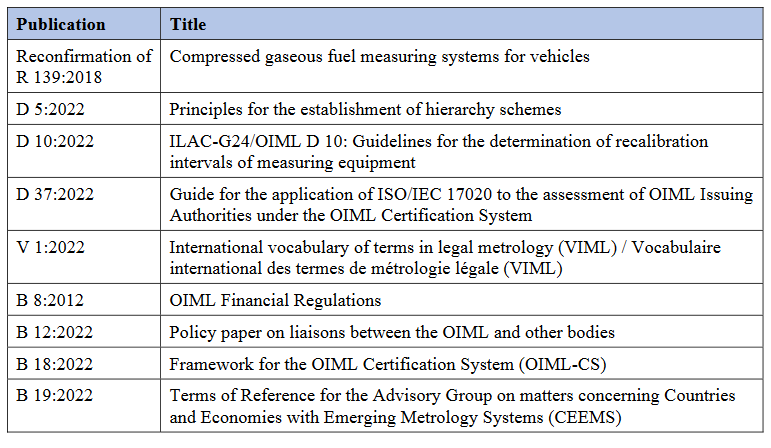 Publication Title
Reconfirmation of R 139:2018 Compressed gaseous fuel measuring systems for vehicles
D 5:2022 Principles for the establishment of hierarchy schemes
D 10:2022 ILAC-G24/OIML D 10: Guidelines for the determination of recalibration
intervals of measuring equipment
D 37:2022 Guide for the application of ISO/IEC 17020 to the assessment of OIML Issuing
Authorities under the OIML Certification System
V 1:2022 International vocabulary of terms in legal metrology (VIML) / Vocabulaire
international des termes de métrologie légale (VIML)
B 8:2012 OIML Financial Regulations
B 12:2022 Policy paper on liaisons between the OIML and other bodies
B 18:2022 Framework for the OIML Certification System (OIML-CS)
B 19:2022 Terms of Reference for the Advisory Group on matters concerning Countries
and Economies with Emerging Metrology Systems (CEEMS)